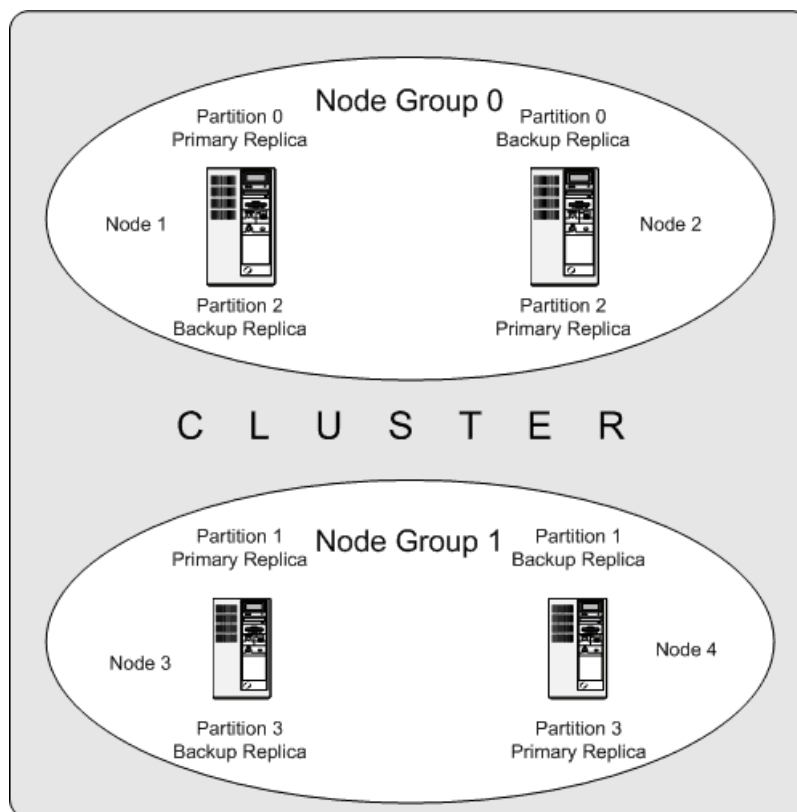 Node Group 0
Partition 0
Primary Replica
Partition 0
Backup Replica
Node 1
Node 2
Partition 2
Backup Replica
Partition 2
Primary Replica
C L U S T E R
Node Group 1
Partition 1
Primary Replica
Partition 1
Backup Replica
Node 3
Node 4
Partition 3
Backup Replica
Partition 3
Primary Replica